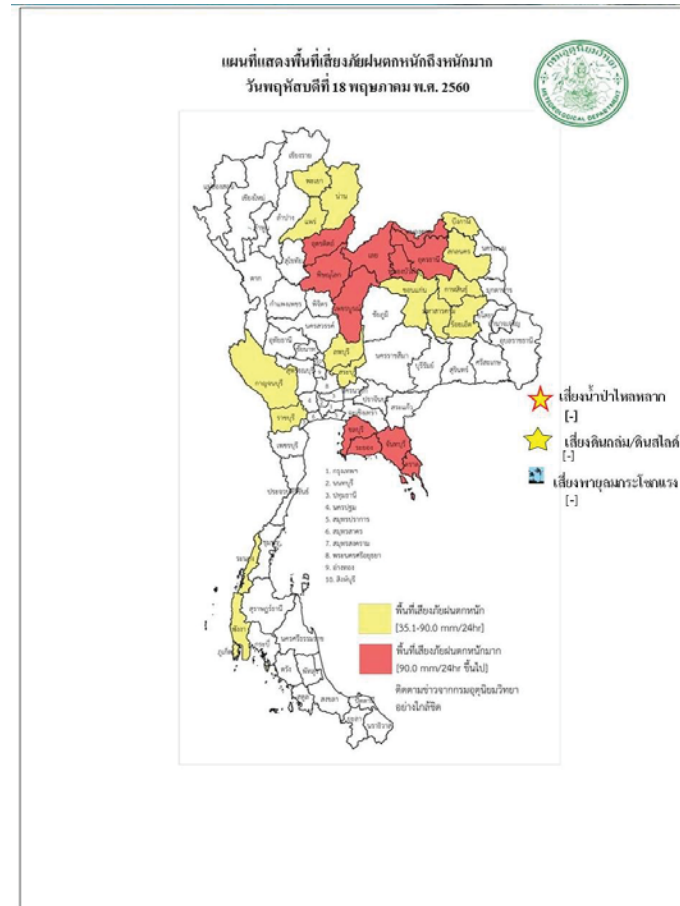 แผนที่แสดงพื้นที่เสี่ยงภัยฝนตกหนักถึงหนักมาก
วันพฤหัสบดีที่ 18 พฤษภาคม พ.ศ. 2560
กรมอุตุนิยมวิทยา
METEOROLOGICAL DEPARTMENT
เชียงราย
พะเยา
น่าน
เชียงใหม่
ลำปาง
แพร่
อุตรดิตถ์
เลย
อุดรธานี
บึงกาฬ
สกลนคร
สุโขทัย
ตาก
พิษณุโลก
กำแพงเพชร
พิจิตร
เพชรบูรณ์
ขอนแก่น
กาฬสินธุ์
มุกดาหาร
ชัยภูมิ
ร้อยเอ็ด
นครสวรรค์
อุทัยธานี
ชัยนาท
ลพบุรี
นครราชสีมา
บุรีรัมย์
สุรินทร์
ศรีสะเกษ
อุบลราชธานี
กาญจนบุรี
สระบุรี
ปราจีนบุรี
สระแก้ว
ราชบุรี
ชลบุรี
ระยอง
จันทบุรี
ตราด
เพชรบุรี
เสี่ยงน้ำป่าไหลหลาก
[-]
เสี่ยงดินถล่ม/ดินสไลด์
[-]
เสี่ยงพายุลมกระโชกแรง
[-]
1. กรุงเทพฯ
2. นนทบุรี
3. ปทุมธานี
4. นครปฐม
5. สมุทรปราการ
6. สมุทรสาคร
7. สมุทรสงคราม
8. พระนครศรีอยุธยา
9. อ่างทอง
10. สิงห์บุรี
ระนอง
สุราษฎร์ธานี
พังงา
ภูเก็ต
กระบี่
นครศรีธรรมราช
ตรัง
พัทลุง
สตูล
สงขลา
ปัตตานี
ยะลา
นราธิวาส
พื้นที่เสี่ยงภัยฝนตกหนัก
[35.1-90.0 mm/24hr]
พื้นที่เสี่ยงภัยฝนตกหนักมาก
[90.0 mm/24hr ขึ้นไป]
ติดตามข่าวจากกรมอุตุนิยมวิทยา
อย่างใกล้ชิด